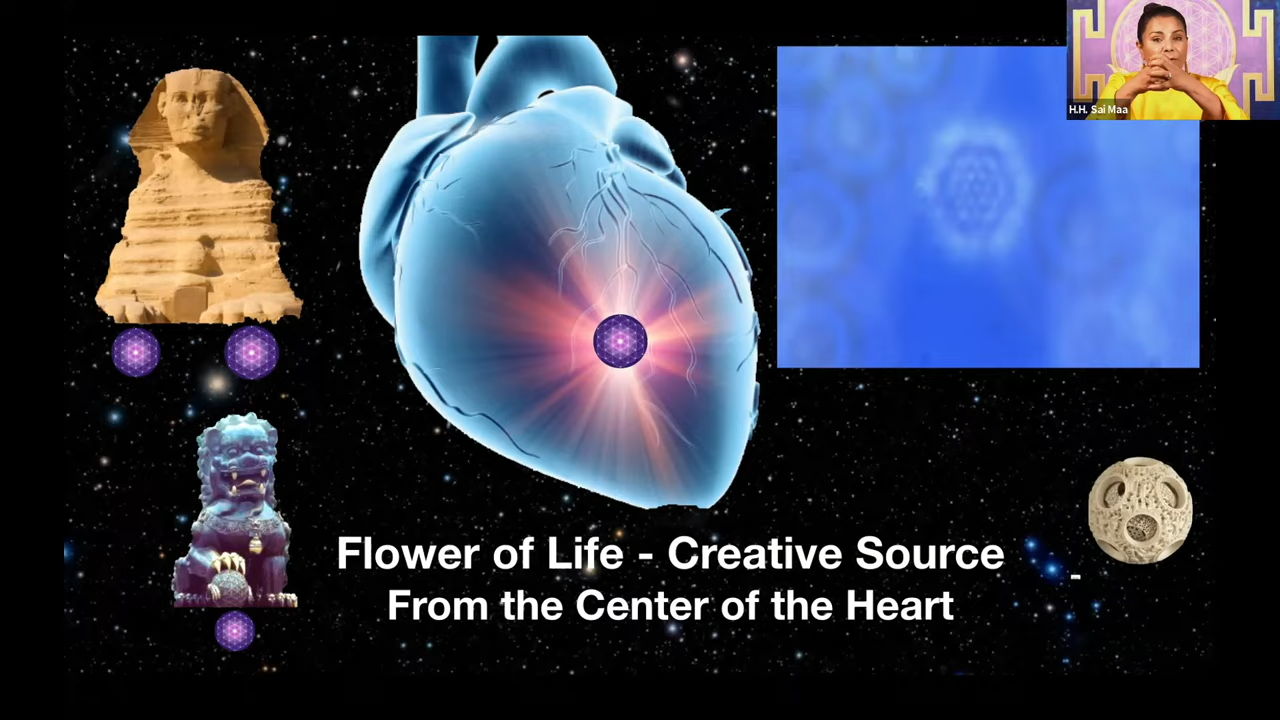 H.H. Sai Maa
Flower of Life - Creative Source
From the Center of the Heart
-